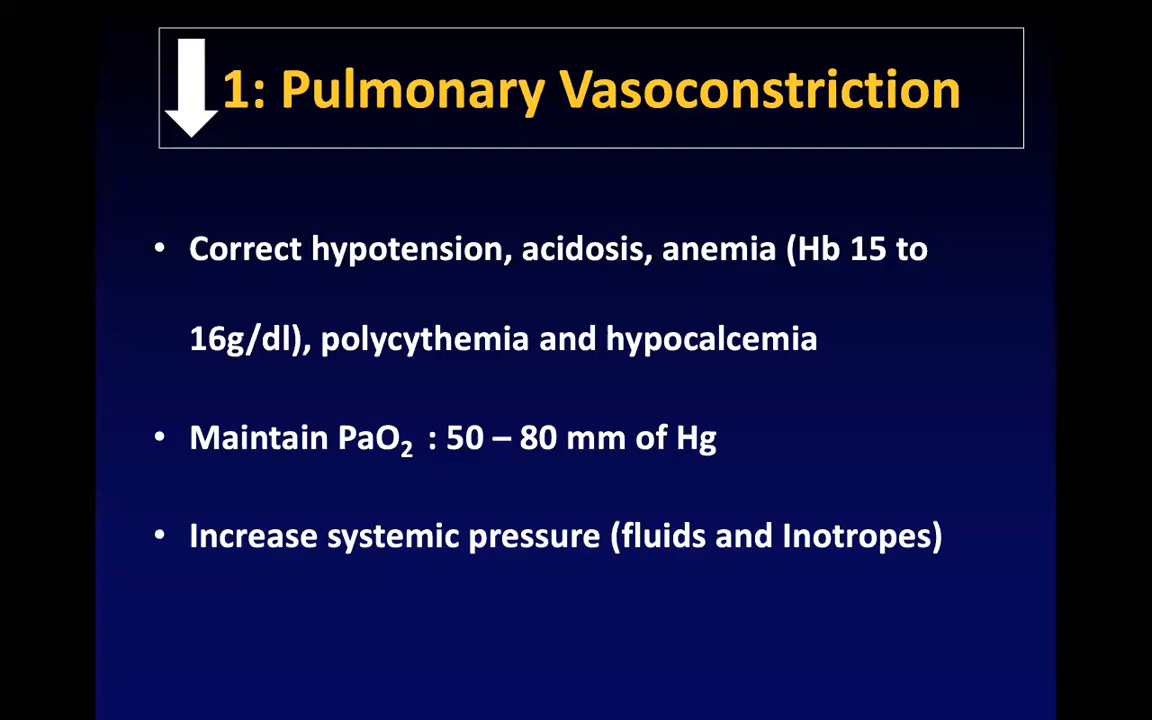 1: Pulmonary Vasoconstriction
• Correct hypotension, acidosis, anemia (Hb 15 to
16g/dl), polycythemia and hypocalcemia
• Maintain PaO₂ : 50 – 80 mm of Hg
• Increase systemic pressure (fluids and Inotropes)